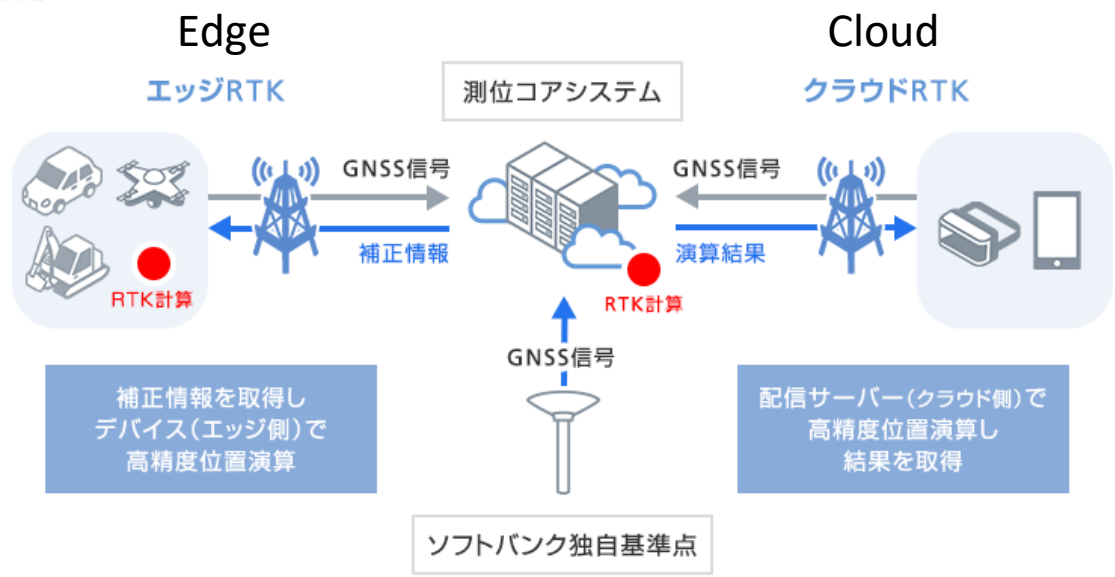 Edge
Cloud
エッジRTK
測位コアシステム
クラウドRTK
GNSS信号
GNSS信号
補正情報
演算結果
RTK計算
RTK計算
GNSS信号
補正情報を取得し
デバイス(エッジ側)で
高精度位置演算
配信サーバー(クラウド側)で
高精度位置演算し
結果を取得
ソフトバンク独自基準点